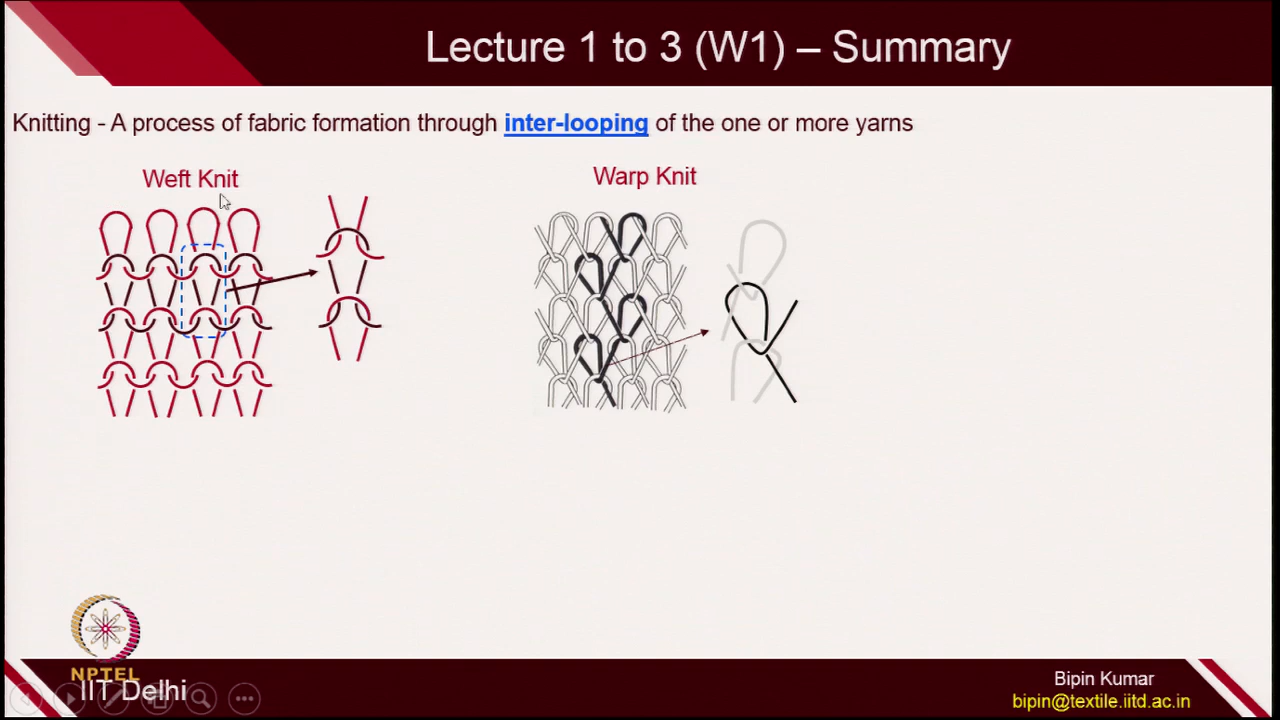 Lecture 1 to 3 (W1) – Summary
Knitting - A process of fabric formation through inter-looping of the one or more yarns
Weft Knit
Warp Knit
NPTEL
IIT Delhi
Bipin Kumar
bipin@textile.iitd.ac.in